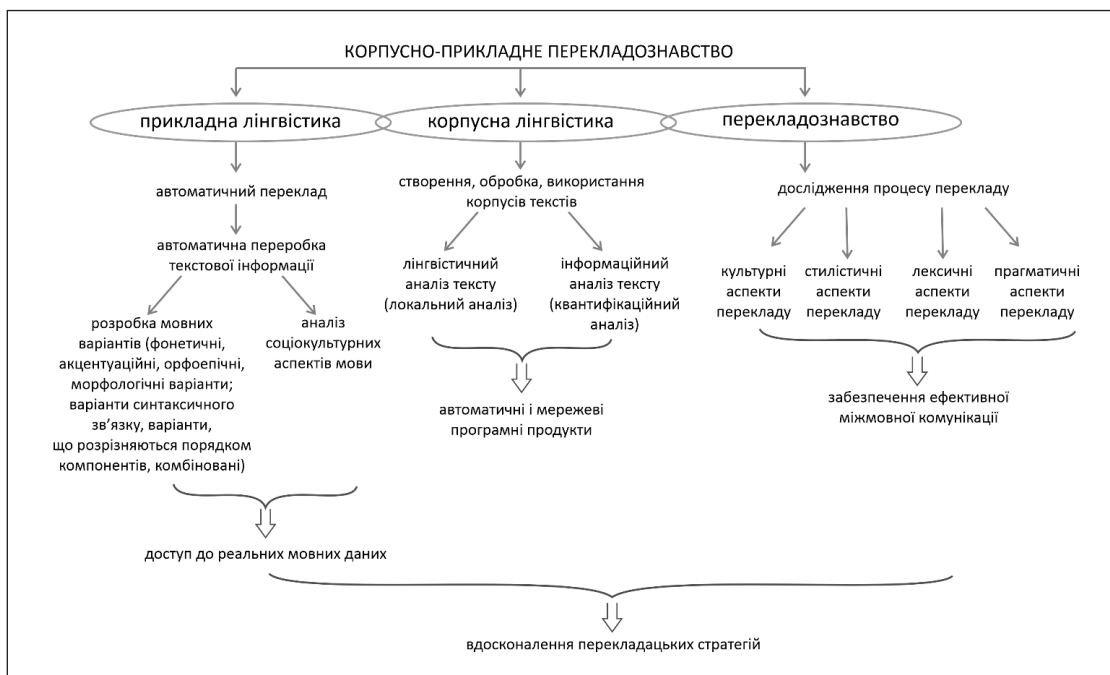 КОРПУСНО-ПРИКЛАДНЕ ПЕРЕКЛАДОЗНАВСТВО
прикладна лінгвістика
корпусна лінгвістика
перекладознавство
автоматичний переклад
автоматична переробка
текстової інформації
розробка мовних
варіантів (фонетичні,
акцентуаційні, орфоепічні,
морфологічні варіанти;
варіанти синтаксичного
зв’язку, варіанти,
що розрізняються порядком
компонентів, комбіновані)
аналіз
соціокультурних
аспектів мови
доступ до реальних мовних даних
створення, обробка, використання
корпусів текстів
лінгвістичний
аналіз тексту
(локальний аналіз)
інформаційний
аналіз тексту
(квантифікаційний
аналіз)
автоматичні і мережеві
програмні продукти
дослідження процесу перекладу
культурні
аспекти
перекладу
стилістичні
аспекти
перекладу
лексичні
аспекти
перекладу
прагматичні
аспекти
перекладу
забезпечення ефективної
міжмовної комунікації
вдосконалення перекладацьких стратегій